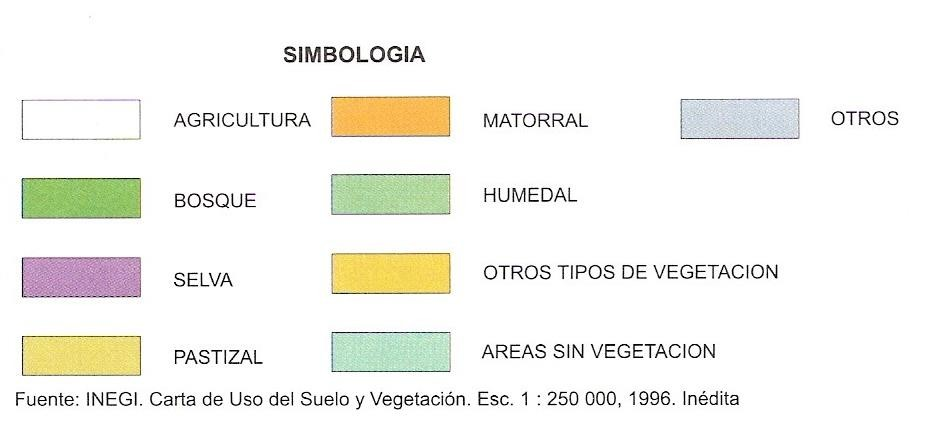 SIMBOLOGIA
AGRICULTURA
MATORRAL
OTROS
BOSQUE
HUMEDAL
SELVA
OTROS TIPOS DE VEGETACION
PASTIZAL
AREAS SIN VEGETACION
Fuente: INEGI. Carta de Uso del Suelo y Vegetación. Esc. 1 : 250 000, 1996. Inédita